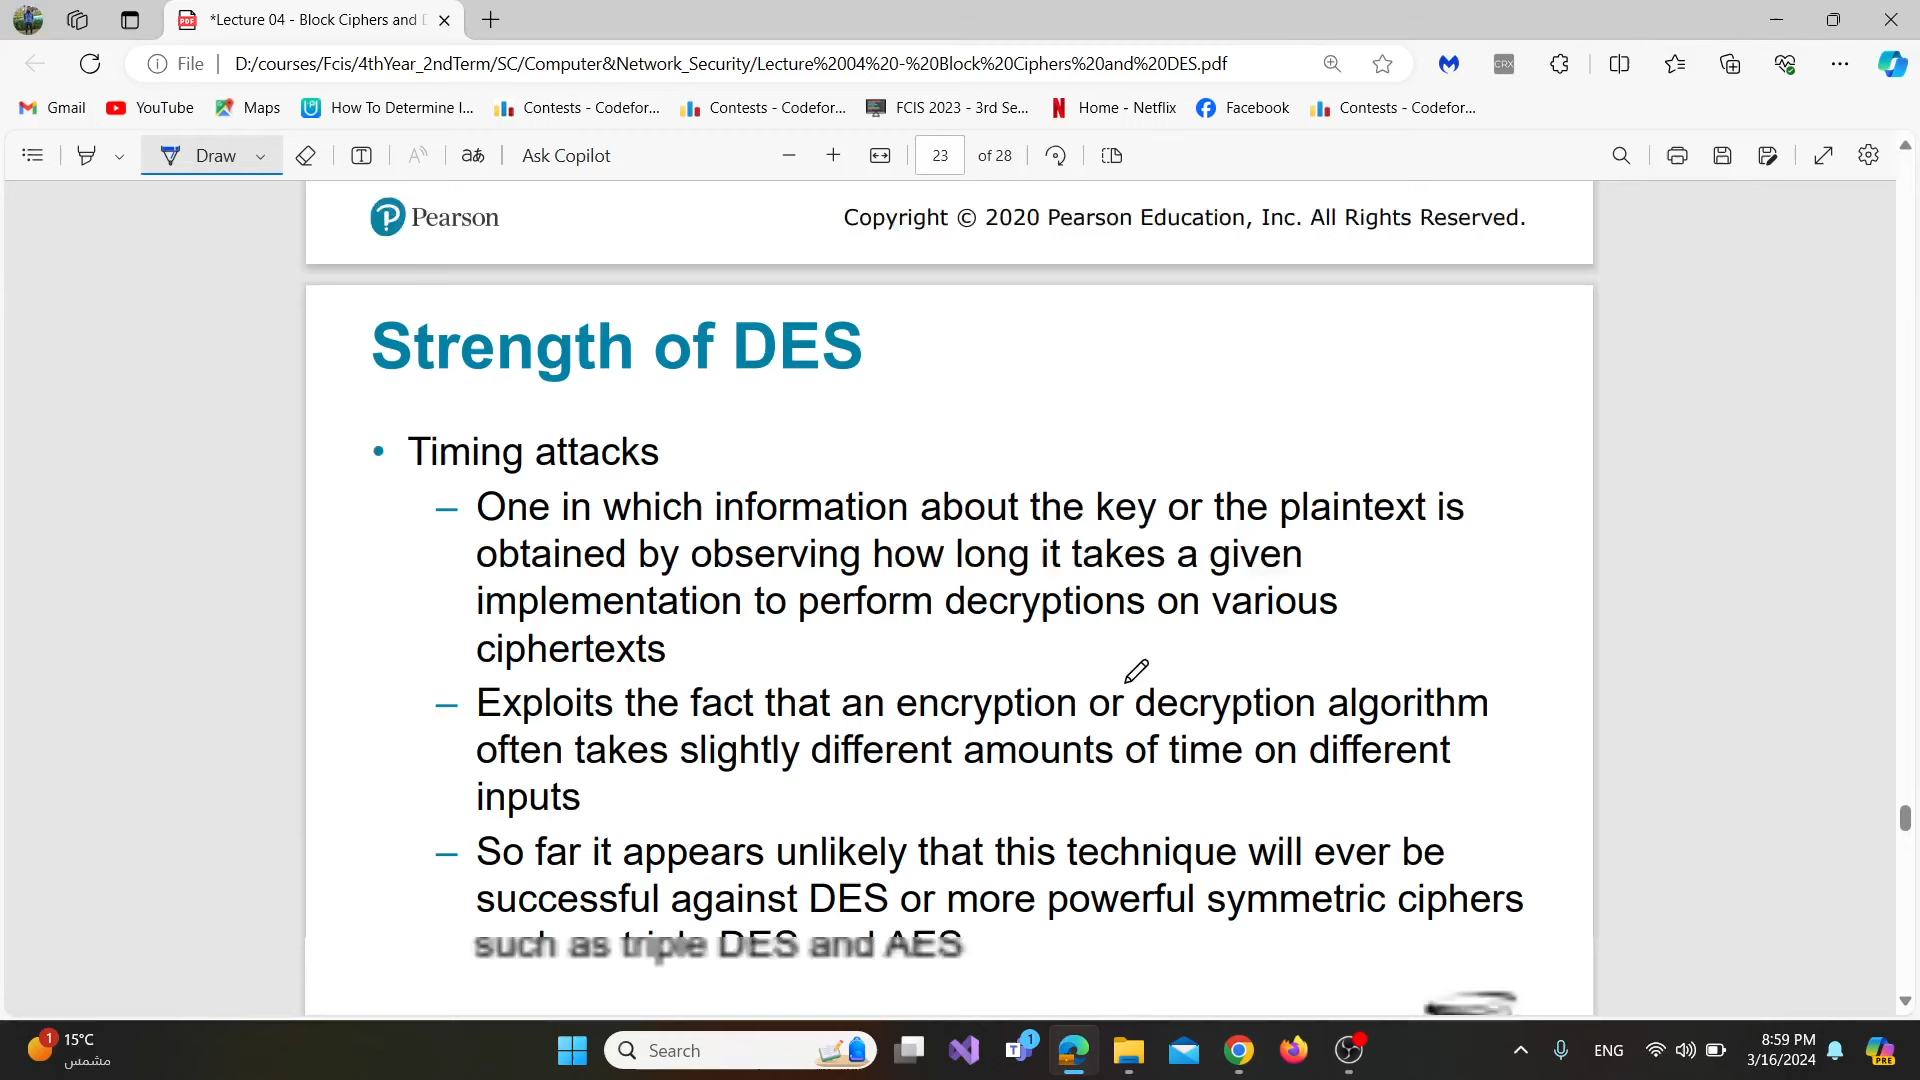 *Lecture 04 - Block Ciphers and D
File
D:/courses/Fcis/4thYear_2ndTerm/SC/Computer&Network_Security/Lecture%2004%20-%20Block%20Ciphers%20and%20DES.pdf
CRX
Gmail
YouTube
Maps
How To Determine I...
Contests - Codefor...
Contests - Codefor...
FCIS 2023 - 3rd Se...
Home - Netflix
Facebook
Contests - Codefor...
Draw
aあ
Ask Copilot
23
of 28
Pearson
Copyright © 2020 Pearson Education, Inc. All Rights Reserved.
Strength of DES
• Timing attacks
– One in which information about the key or the plaintext is
obtained by observing how long it takes a given
implementation to perform decryptions on various
ciphertexts
– Exploits the fact that an encryption or decryption algorithm
often takes slightly different amounts of time on different
inputs
– So far it appears unlikely that this technique will ever be
successful against DES or more powerful symmetric ciphers
such as triple DES and AES
1
15°C
مشمس
Search
1
ENG
8:59 PM
3/16/2024
PRE